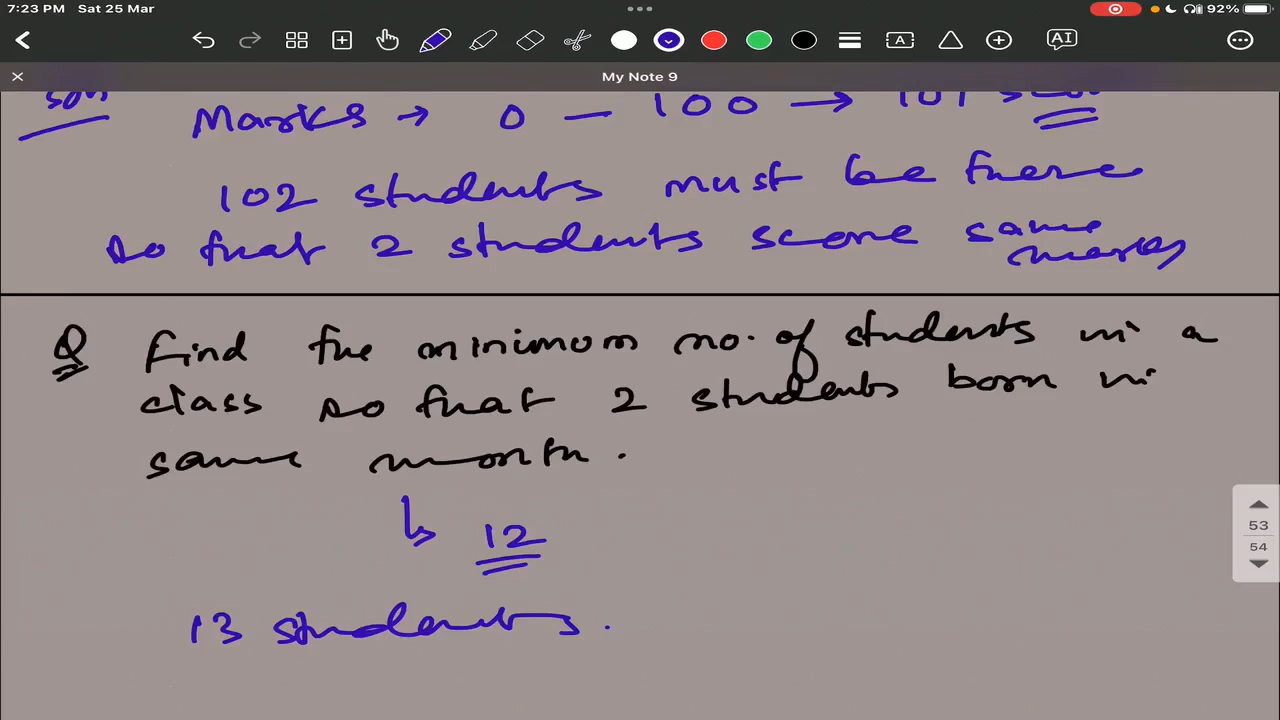 7:23 PM Sat 25 Mar
92%
A
AI
My Note 9
Soln
Marks → 0 — 100 → 101
102 students must be there
so that 2 students score same
marks
Q Find the minimum no. of students in a
class so that 2 students born in
same month.
↳ 12
13 students.
53
54